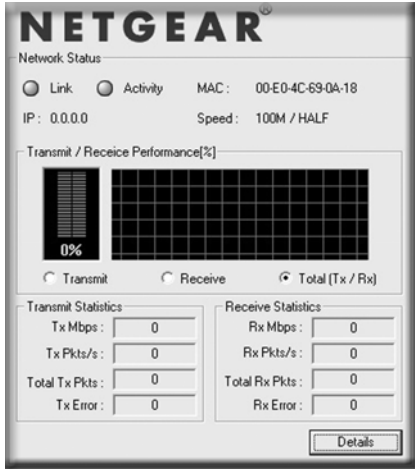 NETGEAR®
Network Status
Link Activity MAC : 00-E0-4C-69-0A-18
IP : 0.0.0.0 Speed : 100M / HALF
Transmit / Receice Performance[%]
0%
Transmit Receive Total (Tx / Rx)
Transmit Statistics
Tx Mbps : 0
Tx Pkts/s : 0
Total Tx Pkts : 0
Tx Error : 0
Receive Statistics
Rx Mbps : 0
Rx Pkts/s : 0
Total Rx Pkts : 0
Rx Error : 0
Details